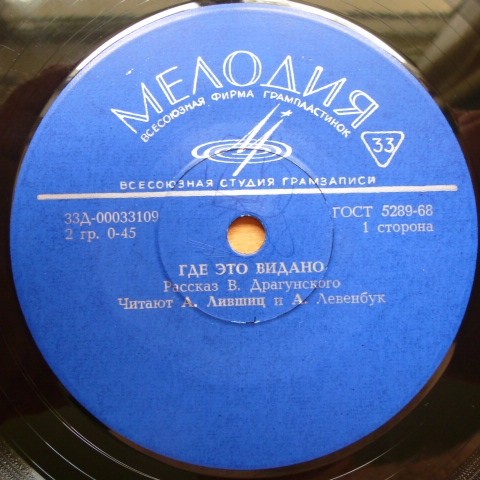 МЕЛОДИЯ
ВСЕСОЮЗНАЯ ФИРМА ГРАМПЛАСТИНОК
33
ВСЕСОЮЗНАЯ СТУДИЯ ГРАМЗАПИСИ
33Д-00033109 ГОСТ 5289-68
2 гр. 0-45 1 сторона
ГДЕ ЭТО ВИДАНО
Рассказ В. Драгунского
Читают А. Лившиц и А. Левенбук